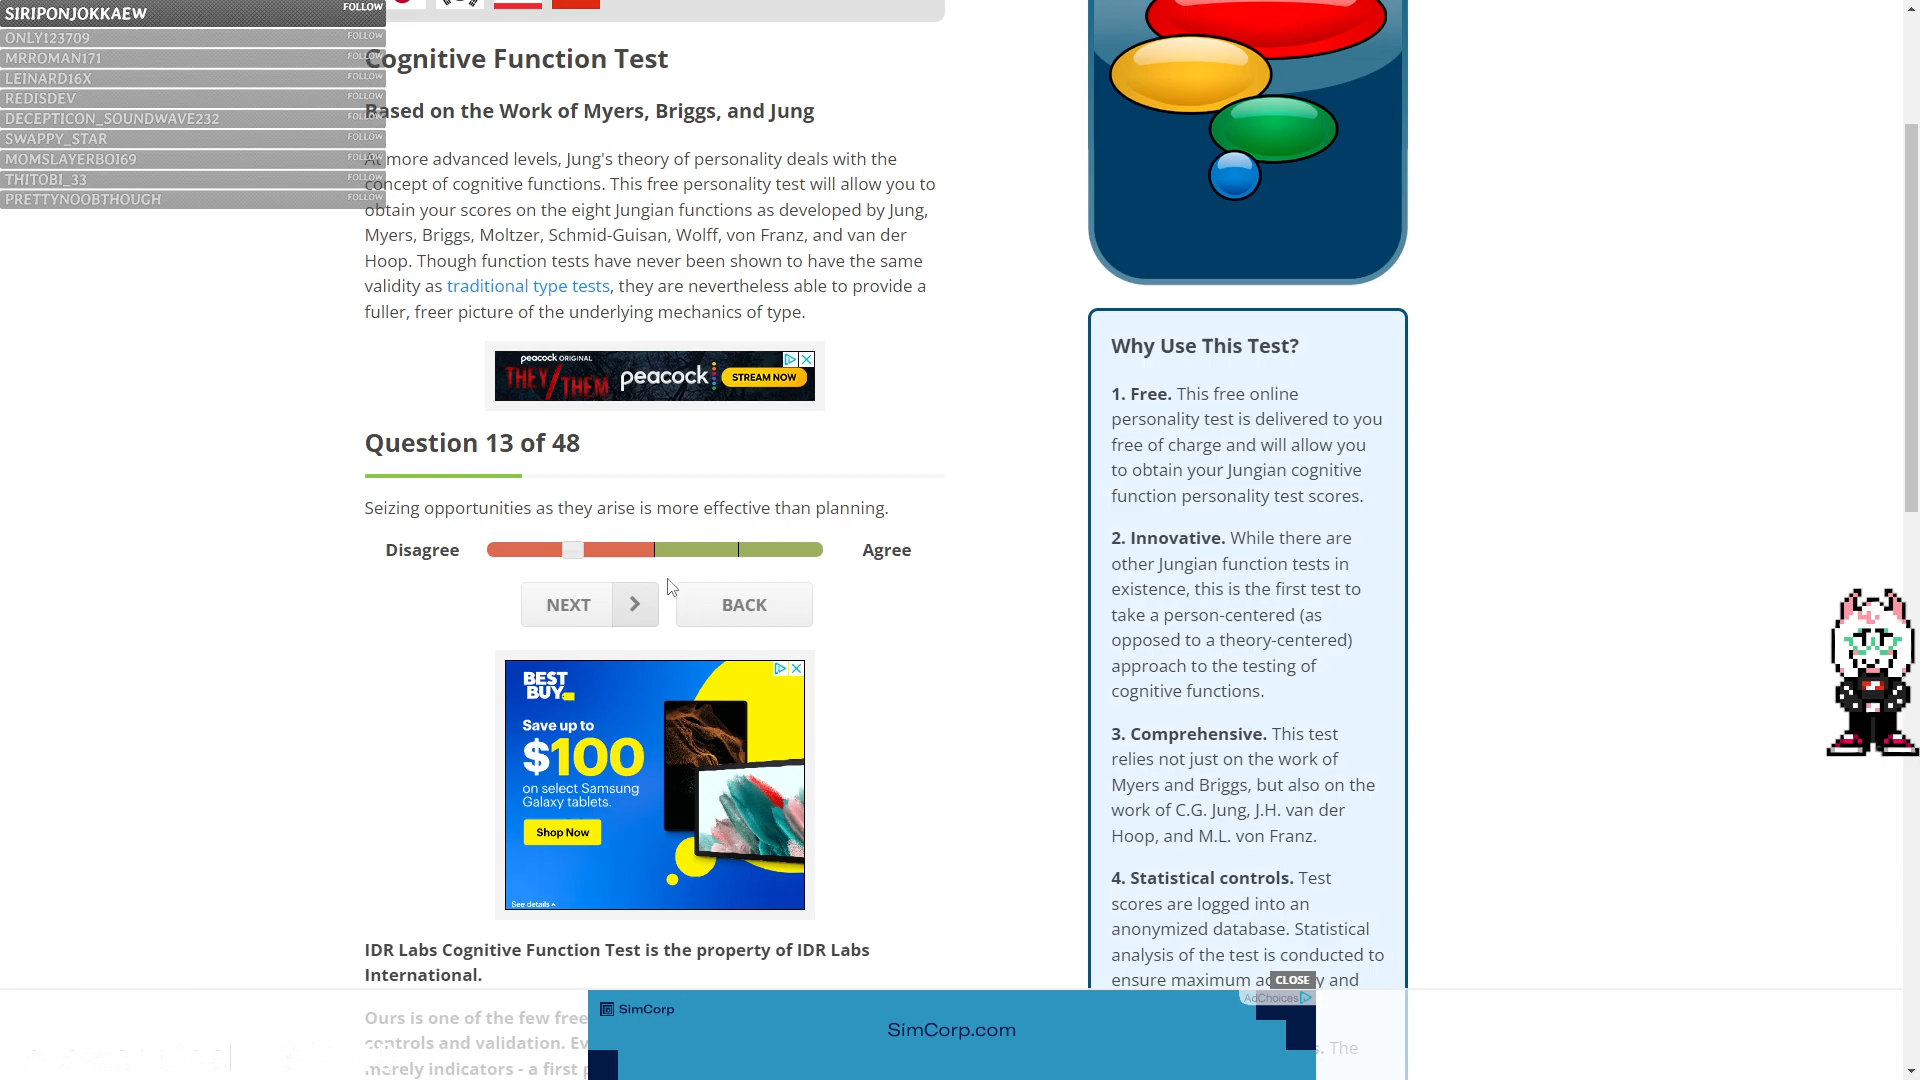 SIRIPONJOKKAEW FOLLOW
ONLY123709 FOLLOW
MRROMAN171 FOLLOW
LEINARD16X FOLLOW
REDISDEV FOLLOW
DECEPTICON_SOUNDWAVE232 FOLLOW
SWAPPY_STAR FOLLOW
MOMSLAYERBOI69 FOLLOW
THITOBI_33 FOLLOW
PRETTYNOOBTHOUGH FOLLOW
Cognitive Function Test
Based on the Work of Myers, Briggs, and Jung
At more advanced levels, Jung's theory of personality deals with the
concept of cognitive functions. This free personality test will allow you to
obtain your scores on the eight Jungian functions as developed by Jung,
Myers, Briggs, Moltzer, Schmid-Guisan, Wolff, von Franz, and van der
Hoop. Though function tests have never been shown to have the same
validity as traditional type tests, they are nevertheless able to provide a
fuller, freer picture of the underlying mechanics of type.
peacock ORIGINAL
THEY/THEM peacock STREAM NOW
Question 13 of 48
Seizing opportunities as they arise is more effective than planning.
Disagree Agree
NEXT BACK
BEST
BUY
Save up to
$100
on select Samsung
Galaxy tablets.
Shop Now
See details
IDR Labs Cognitive Function Test is the property of IDR Labs
International.
Ours is one of the few free
controls and validation. Ev
merely indicators - a first p
Why Use This Test?
1. Free. This free online
personality test is delivered to you
free of charge and will allow you
to obtain your Jungian cognitive
function personality test scores.
2. Innovative. While there are
other Jungian function tests in
existence, this is the first test to
take a person-centered (as
opposed to a theory-centered)
approach to the testing of
cognitive functions.
3. Comprehensive. This test
relies not just on the work of
Myers and Briggs, but also on the
work of C.G. Jung, J.H. van der
Hoop, and M.L. von Franz.
4. Statistical controls. Test
scores are logged into an
anonymized database. Statistical
analysis of the test is conducted to
ensure maximum ac y and
s. The
CLOSE
AdChoices
SimCorp
SimCorp.com